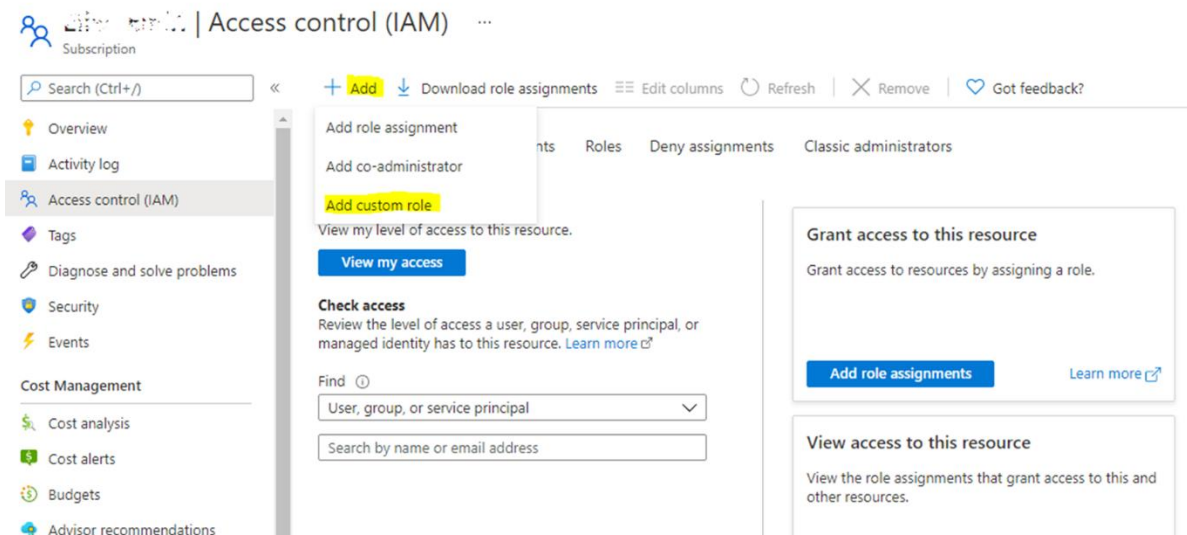 | Access control (IAM) ...
Subscription
Search (Ctrl+/)
«
Add
Download role assignments
Edit columns
Refresh
Remove
Got feedback?
Overview
Activity log
Access control (IAM)
Tags
Diagnose and solve problems
Security
Events
Cost Management
Cost analysis
Cost alerts
Budgets
Advisor recommendations
Add role assignment
Add co-administrator
Add custom role
nts
Roles
Deny assignments
Classic administrators
View my level of access to this resource.
View my access
Check access
Review the level of access a user, group, service principal, or
managed identity has to this resource. Learn more
Find
User, group, or service principal
Search by name or email address
Grant access to this resource
Grant access to resources by assigning a role.
Add role assignments
Learn more
View access to this resource
View the role assignments that grant access to this and
other resources.